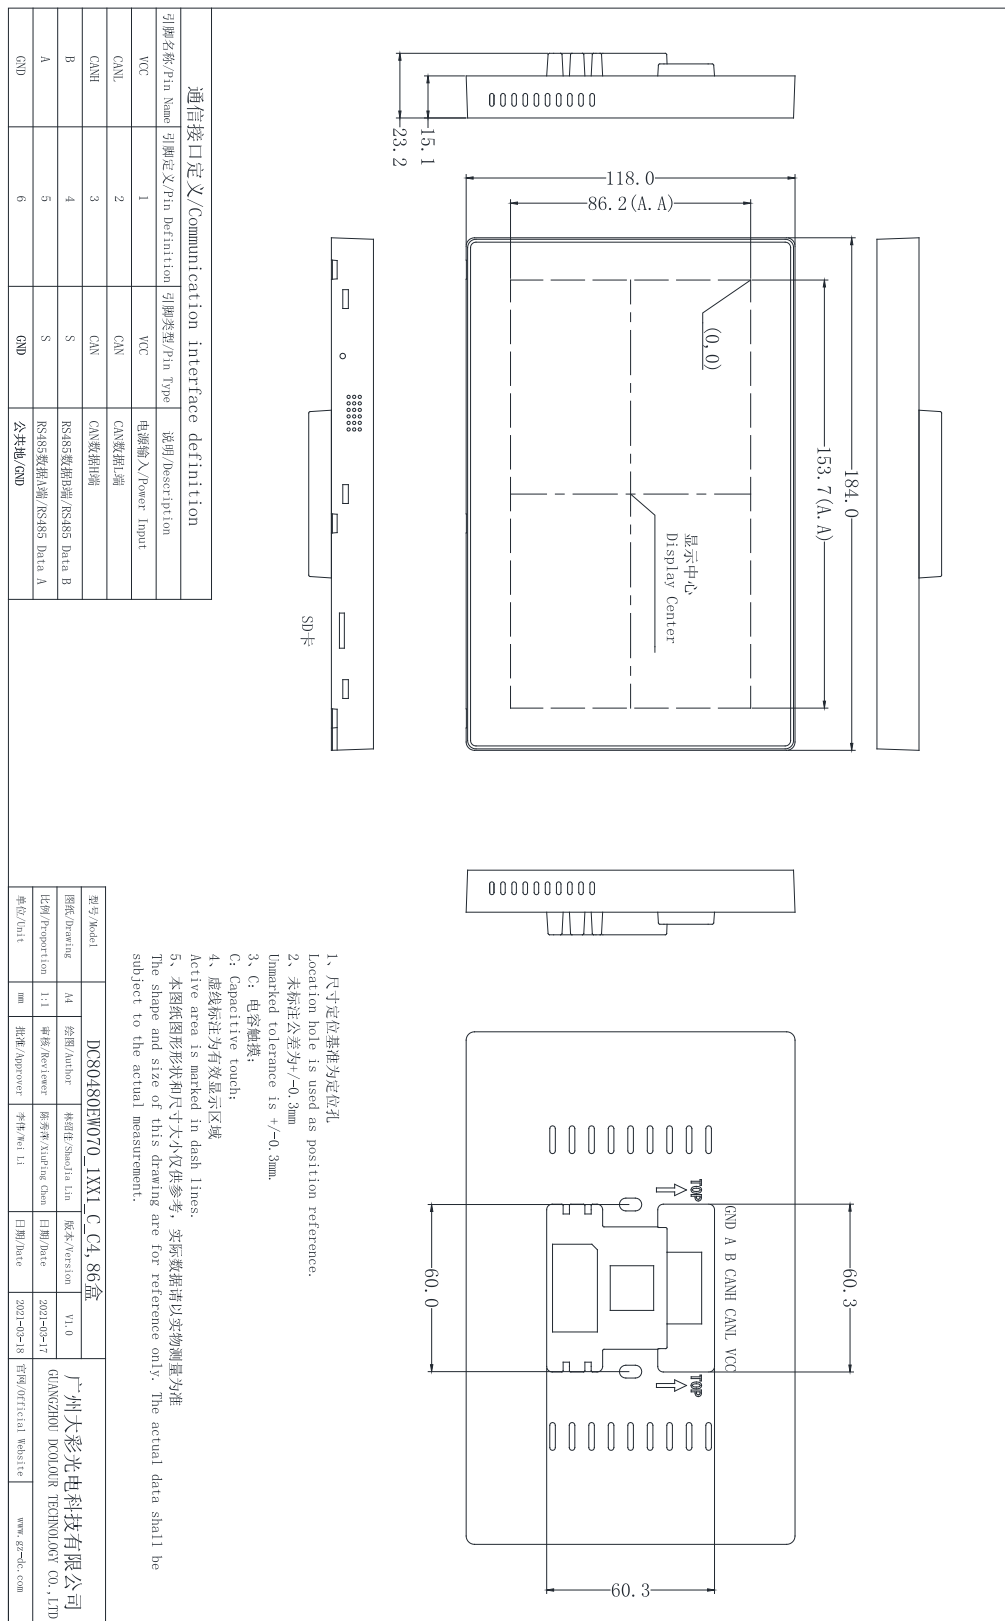 23.2
15.1
118.0
86.2(A.A)
(0,0)
184.0
153.7(A.A)
显示中心
Display Center
SD卡
通信接口定义/Communication interface definition
引脚名称/Pin Name 引脚定义/Pin Definition 引脚类型/Pin Type 说明/Description
VCC 1 VCC 电源输入/Power Input
CANL 2 CAN CAN数据L端
CANH 3 CAN CAN数据H端
B 4 S RS485数据B端/RS485 Data B
A 5 S RS485数据A端/RS485 Data A
GND 6 GND 公共地/GND
TOP
TOP
GND A B CANH CANL VCC
60.3
60.0
60.3
1、尺寸定位基准为定位孔
Location hole is used as position reference.
2、未标注公差为+/-0.3mm
Unmarked tolerance is +/-0.3mm.
3、C: 电容触摸;
C: Capacitive touch;
4、虚线标注为有效显示区域
Active area is marked in dash lines.
5、本图纸图形形状和尺寸大小仅供参考，实际数据请以实物测量为准
The shape and size of this drawing are for reference only. The actual data shall be
subject to the actual measurement.
型号/Model DC80480EW070_1XX1_C_C4,86盒
图纸/Drawing A4 绘图/Author 林绍佳/ShaoJia Lin 版本/Version V1.0
比例/Proportion 1:1 审核/Reviewer 陈秀萍/XiuPing Chen 日期/Date 2021-03-17
单位/Unit mm 批准/Approver 李伟/Wei Li 日期/Date 2021-03-18
广州大彩光电科技有限公司
GUANGZHOU DCOLOUR TECHNOLOGY CO.,LTD
官网/Official Website www.gz-dc.com